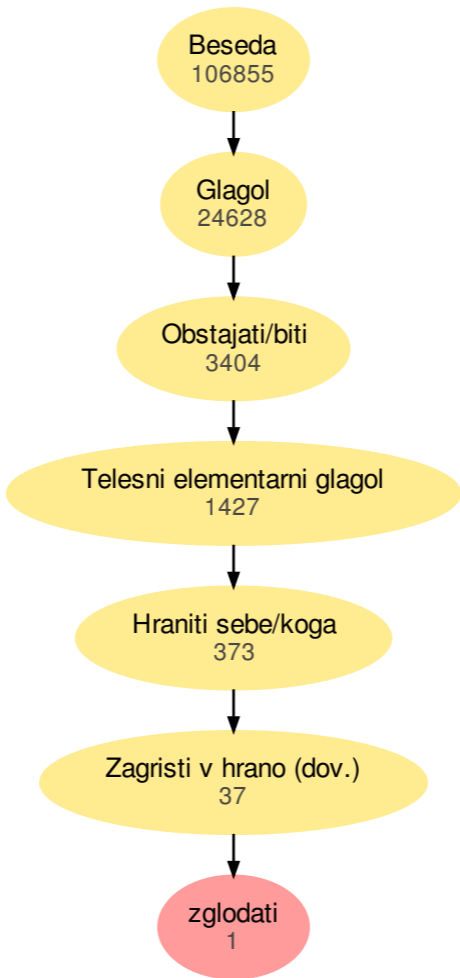 Beseda
106855
Glagol
24628
Obstajati/biti
3404
Telesni elementarni glagol
1427
Hraniti sebe/koga
373
Zagristi v hrano (dov.)
37
zglodati
1